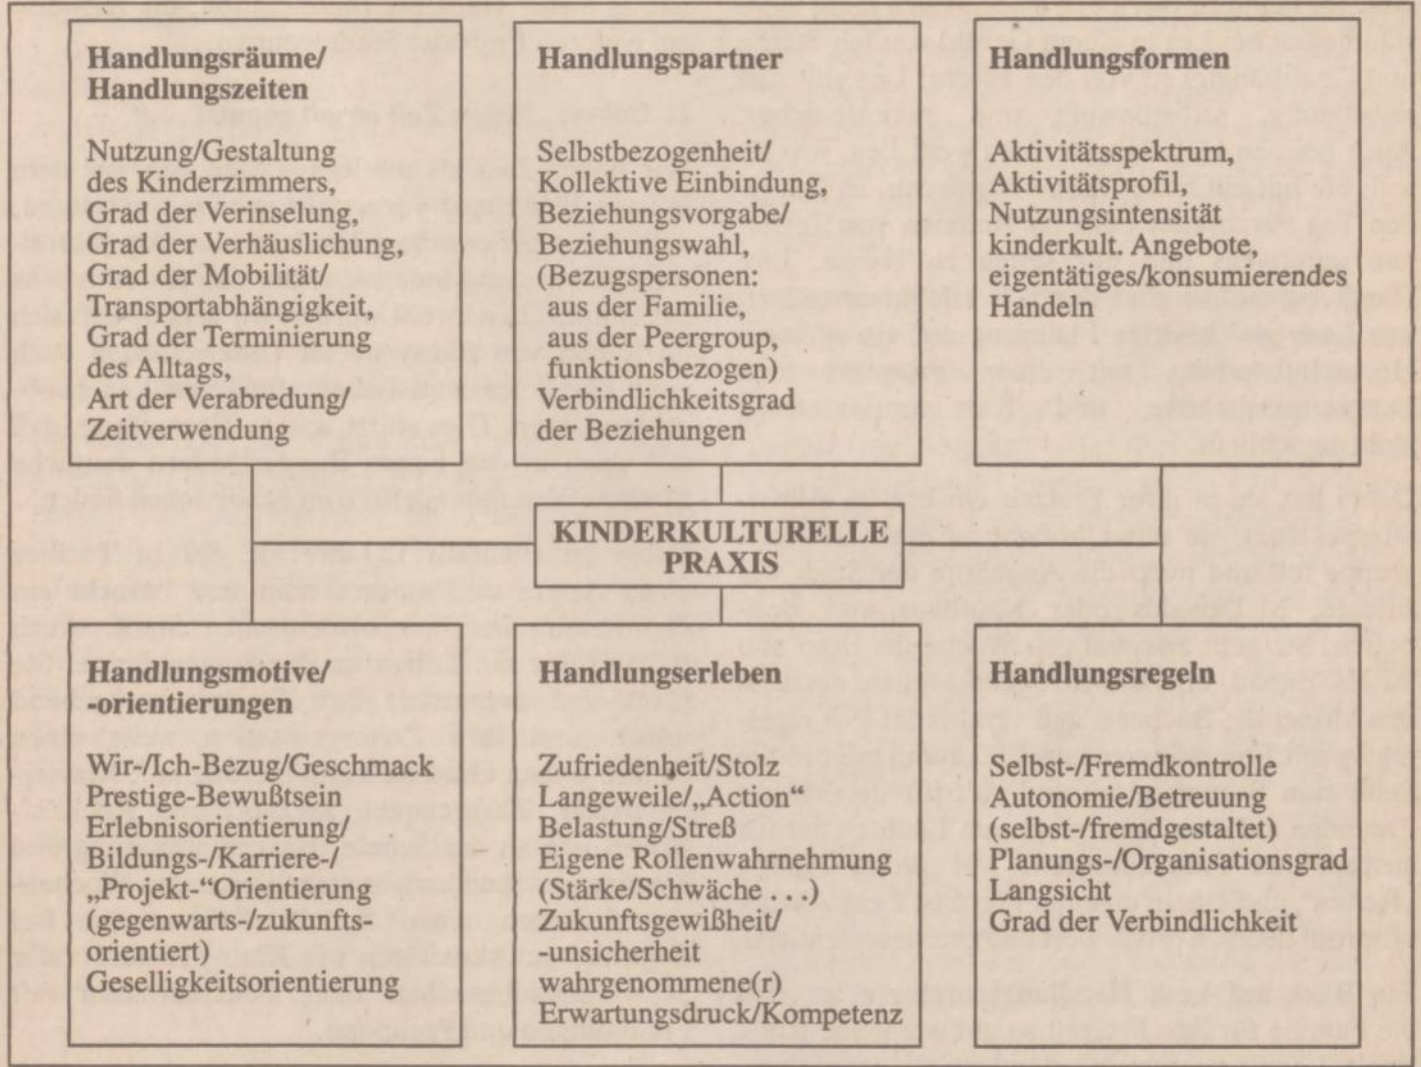 Handlungsräume/
Handlungszeiten
Nutzung/Gestaltung
des Kinderzimmers,
Grad der Verinselung,
Grad der Verhäuslichung,
Grad der Mobilität/
Transportabhängigkeit,
Grad der Terminierung
des Alltags,
Art der Verabredung/
Zeitverwendung
Handlungspartner
Selbstbezogenheit/
Kollektive Einbindung,
Beziehungsvorgabe/
Beziehungswahl,
(Bezugspersonen:
aus der Familie,
aus der Peergroup,
funktionsbezogen)
Verbindlichkeitsgrad
der Beziehungen
Handlungsformen
Aktivitätsspektrum,
Aktivitätsprofil,
Nutzungsintensität
kinderkult. Angebote,
eigentätiges/konsumierendes
Handeln
KINDERKULTURELLE
PRAXIS
Handlungsmotive/
-orientierungen
Wir-/Ich-Bezug/Geschmack
Prestige-Bewußtsein
Erlebnisorientierung/
Bildungs-/Karriere-/
„Projekt-“Orientierung
(gegenwarts-/zukunfts-
orientiert)
Geselligkeitsorientierung
Handlungserleben
Zufriedenheit/Stolz
Langeweile/„Action“
Belastung/Streß
Eigene Rollenwahrnehmung
(Stärke/Schwäche . . .)
Zukunftsgewißheit/
-unsicherheit
wahrgenommene(r)
Erwartungsdruck/Kompetenz
Handlungsregeln
Selbst-/Fremdkontrolle
Autonomie/Betreuung
(selbst-/fremdgestaltet)
Planungs-/Organisationsgrad
Langsicht
Grad der Verbindlichkeit